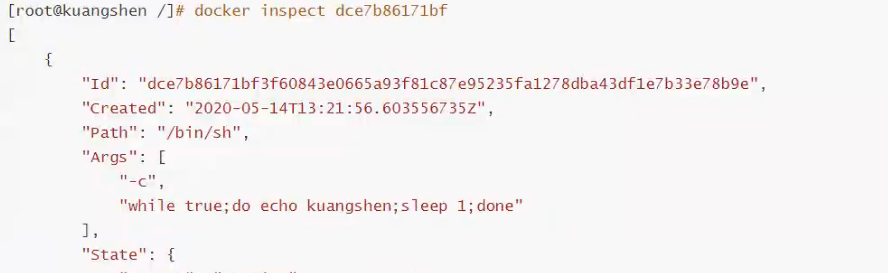 [root@kuangshen /]# docker inspect dce7b86171bf
[
    {
        "Id": "dce7b86171bf3f60843e0665a93f81c87e95235fa1278dba43df1e7b33e78b9e",
        "Created": "2020-05-14T13:21:56.603556735Z",
        "Path": "/bin/sh",
        "Args": [
            "-c",
            "while true;do echo kuangshen;sleep 1;done"
        ],
        "State": {